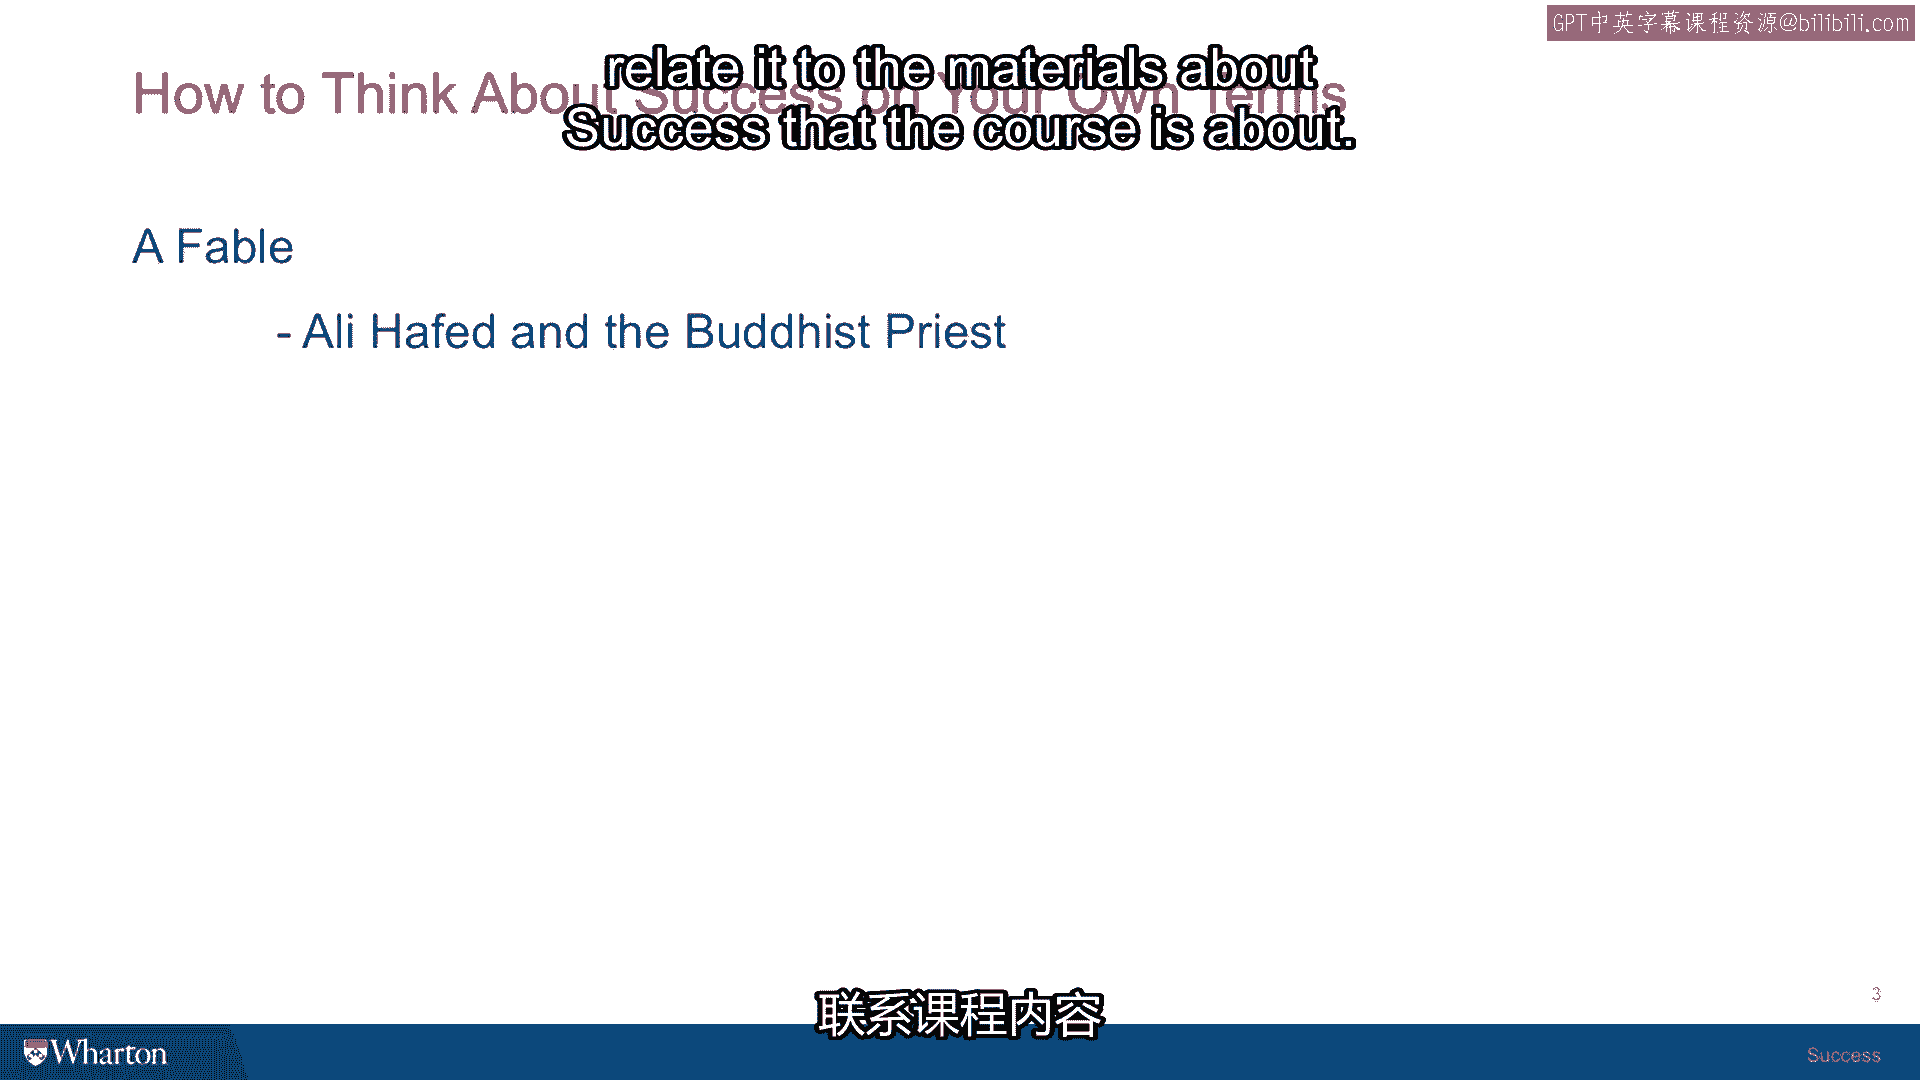 GPT中英字幕课程资源@bilibili.com
How to Think About Success on Your Own Terms
relate it to the materials about
Success that the course is about.
A Fable
- Ali Hafed and the Buddhist Priest
3
联系课程内容
Wharton
Success